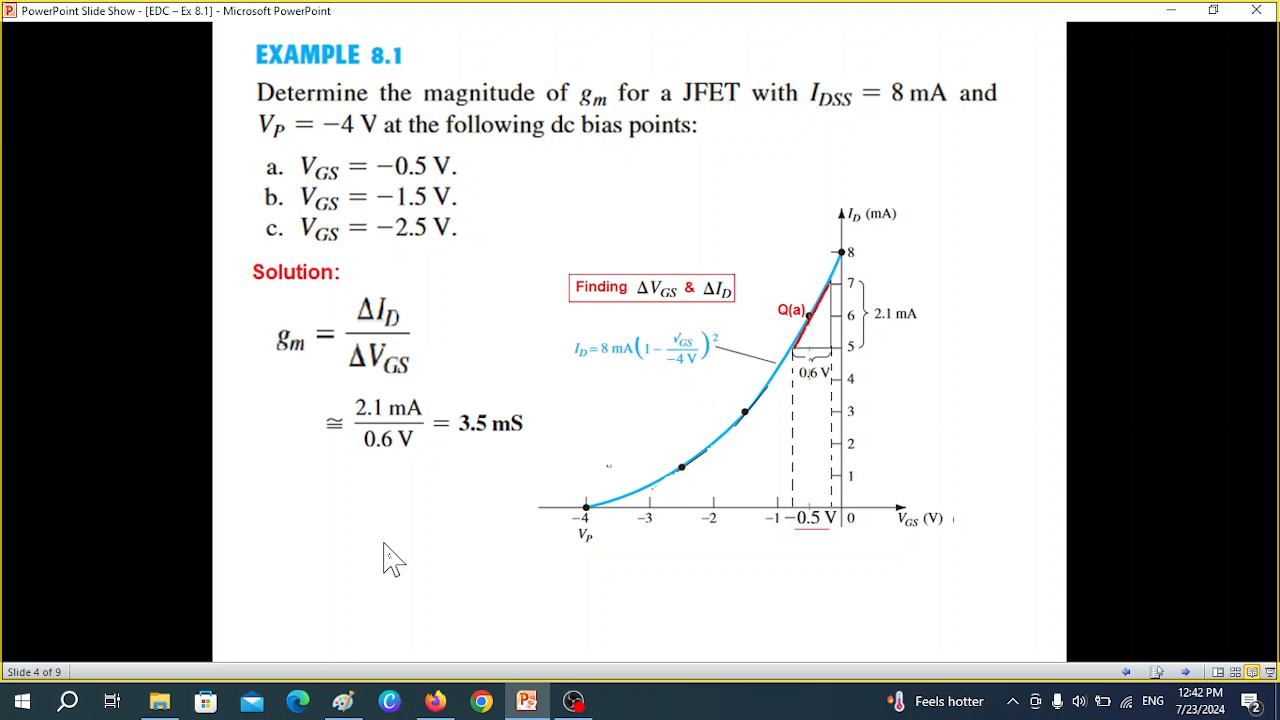 PowerPoint Slide Show - [EDC – Ex 8.1] - Microsoft PowerPoint
EXAMPLE 8.1
Determine the magnitude of gm for a JFET with IDSS = 8 mA and
VP = −4 V at the following dc bias points:
a. VGS = −0.5 V.
b. VGS = −1.5 V.
c. VGS = −2.5 V.
Solution:
gm = ΔID / ΔVGS
≅ 2.1 mA / 0.6 V = 3.5 mS
Finding ΔVGS & ΔID
ID = 8 mA(1 − VGS / −4 V)²
ID (mA)
8
7
6
5
4
3
2
1
Q(a)
2.1 mA
0.6 V
−4
−3
−2
−1
−0.5 V
0
VGS (V)
VP
Slide 4 of 9
Feels hotter
ENG
12:42 PM
7/23/2024
2